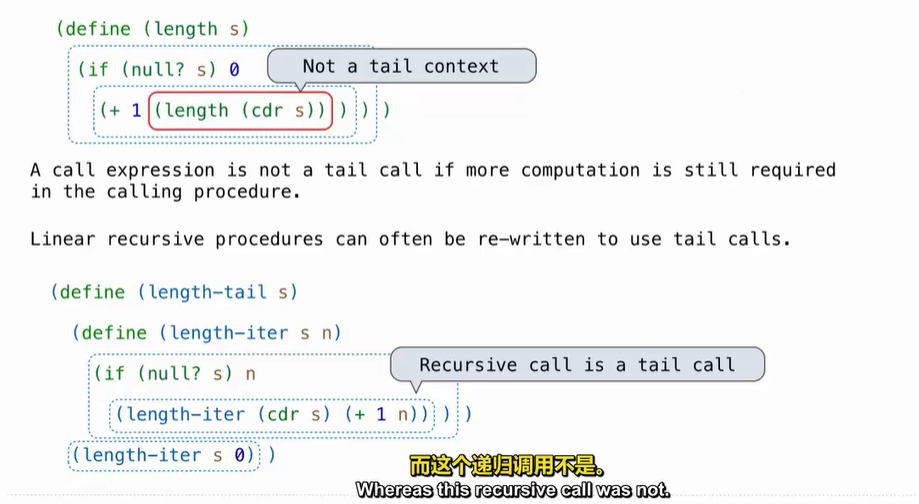 (define (length s)
(if (null? s) 0
Not a tail context
(+ 1 (length (cdr s)) ) ) )
A call expression is not a tail call if more computation is still required
in the calling procedure.
Linear recursive procedures can often be re-written to use tail calls.
(define (length-tail s)
(define (length-iter s n)
(if (null? s) n
Recursive call is a tail call
(length-iter (cdr s) (+ 1 n)) ) )
(length-iter s 0) )
而这个递归调用不是。
Whereas this recursive call was not.